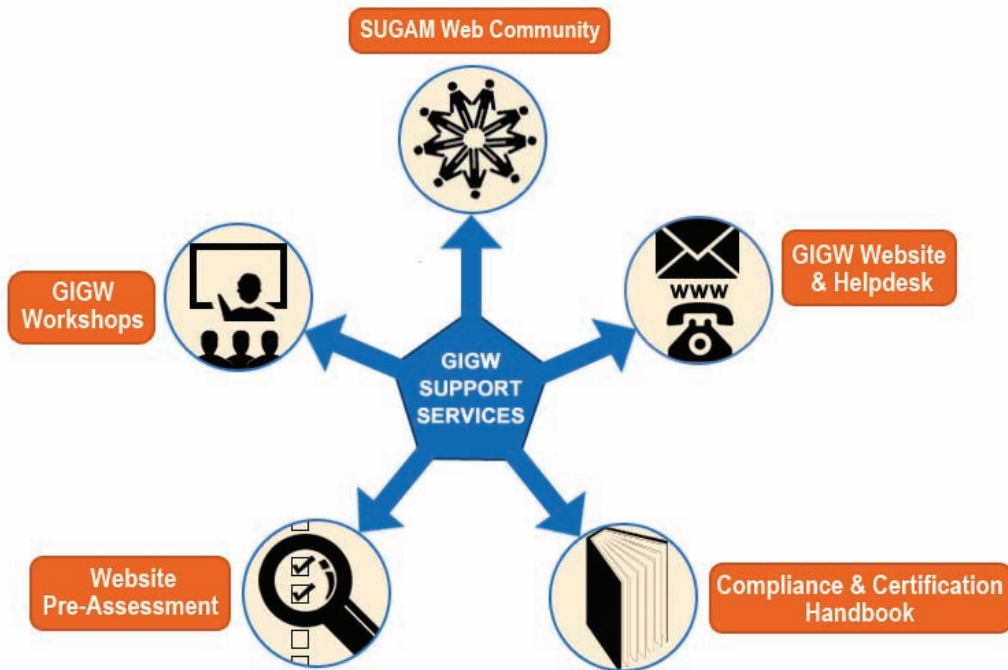 SUGAM Web Community
GIGW
Workshops
www
GIGW Website
& Helpdesk
GIGW
SUPPORT
SERVICES
Website
Pre-Assessment
Compliance & Certification
Handbook